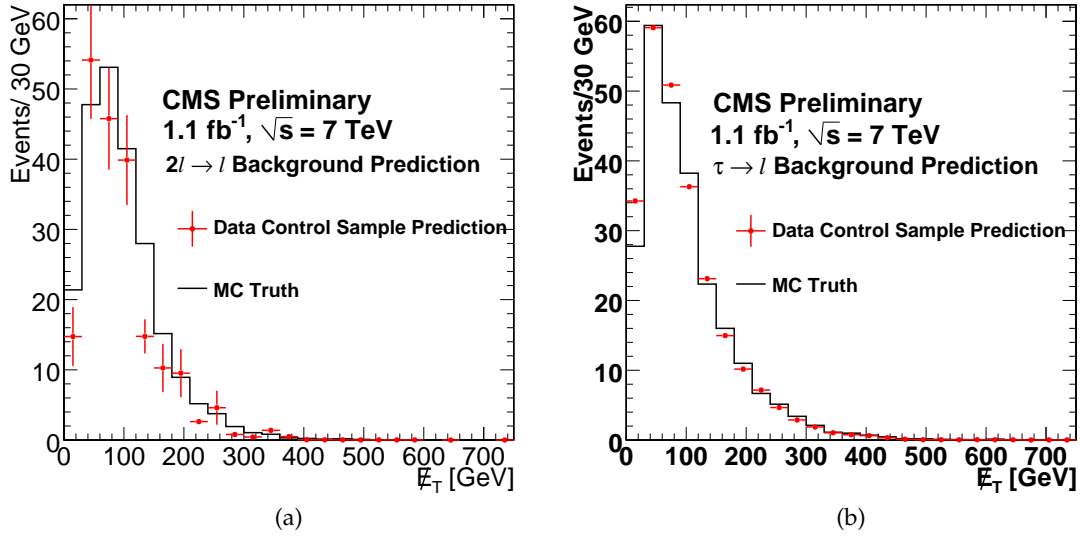 Events/ 30 GeV
60
50
40
30
20
10
0
CMS Preliminary
1.1 fb⁻¹, √s = 7 TeV
2l → l Background Prediction
Data Control Sample Prediction
MC Truth
0 100 200 300 400 500 600 700
E̸_T [GeV]
(a)
Events/30 GeV
60
50
40
30
20
10
0
CMS Preliminary
1.1 fb⁻¹, √s = 7 TeV
τ → l Background Prediction
Data Control Sample Prediction
MC Truth
0 100 200 300 400 500 600 700
E̸_T [GeV]
(b)